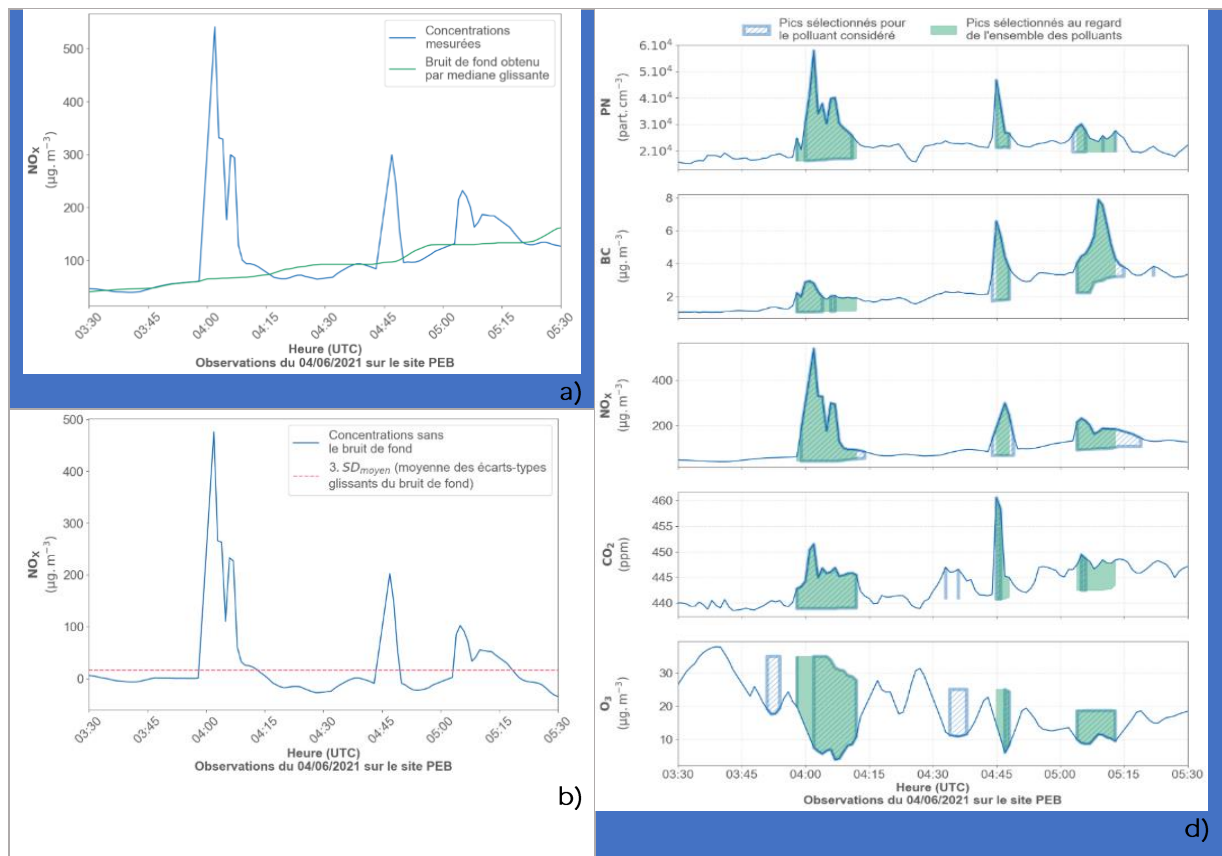 Concentrations
mesurées
Bruit de fond obtenu
par mediane glissante
500
400
300
200
100
NOx
(µg. m⁻³)
03:30
03:45
04:00
04:15
04:30
04:45
05:00
05:15
05:30
Heure (UTC)
Observations du 04/06/2021 sur le site PEB
a)
Concentrations sans
le bruit de fond
3. SDmoyen (moyenne des écarts-types
glissants du bruit de fond)
500
400
300
200
100
0
NOx
(µg. m⁻³)
03:30
03:45
04:00
04:15
04:30
04:45
05:00
05:15
05:30
Heure (UTC)
Observations du 04/06/2021 sur le site PEB
b)
Pics sélectionnés pour
le polluant considéré
Pics sélectionnés au regard
de l'ensemble des polluants
6.10⁴
5.10⁴
4.10⁴
3.10⁴
2.10⁴
PN
(part. cm⁻³)
8
6
4
2
BC
(µg. m⁻³)
400
200
NOx
(µg. m⁻³)
460
455
450
445
440
CO₂
(ppm)
30
20
10
O₃
(µg. m⁻³)
03:30
03:45
04:00
04:15
04:30
04:45
05:00
05:15
05:30
Heure (UTC)
Observations du 04/06/2021 sur le site PEB
d)